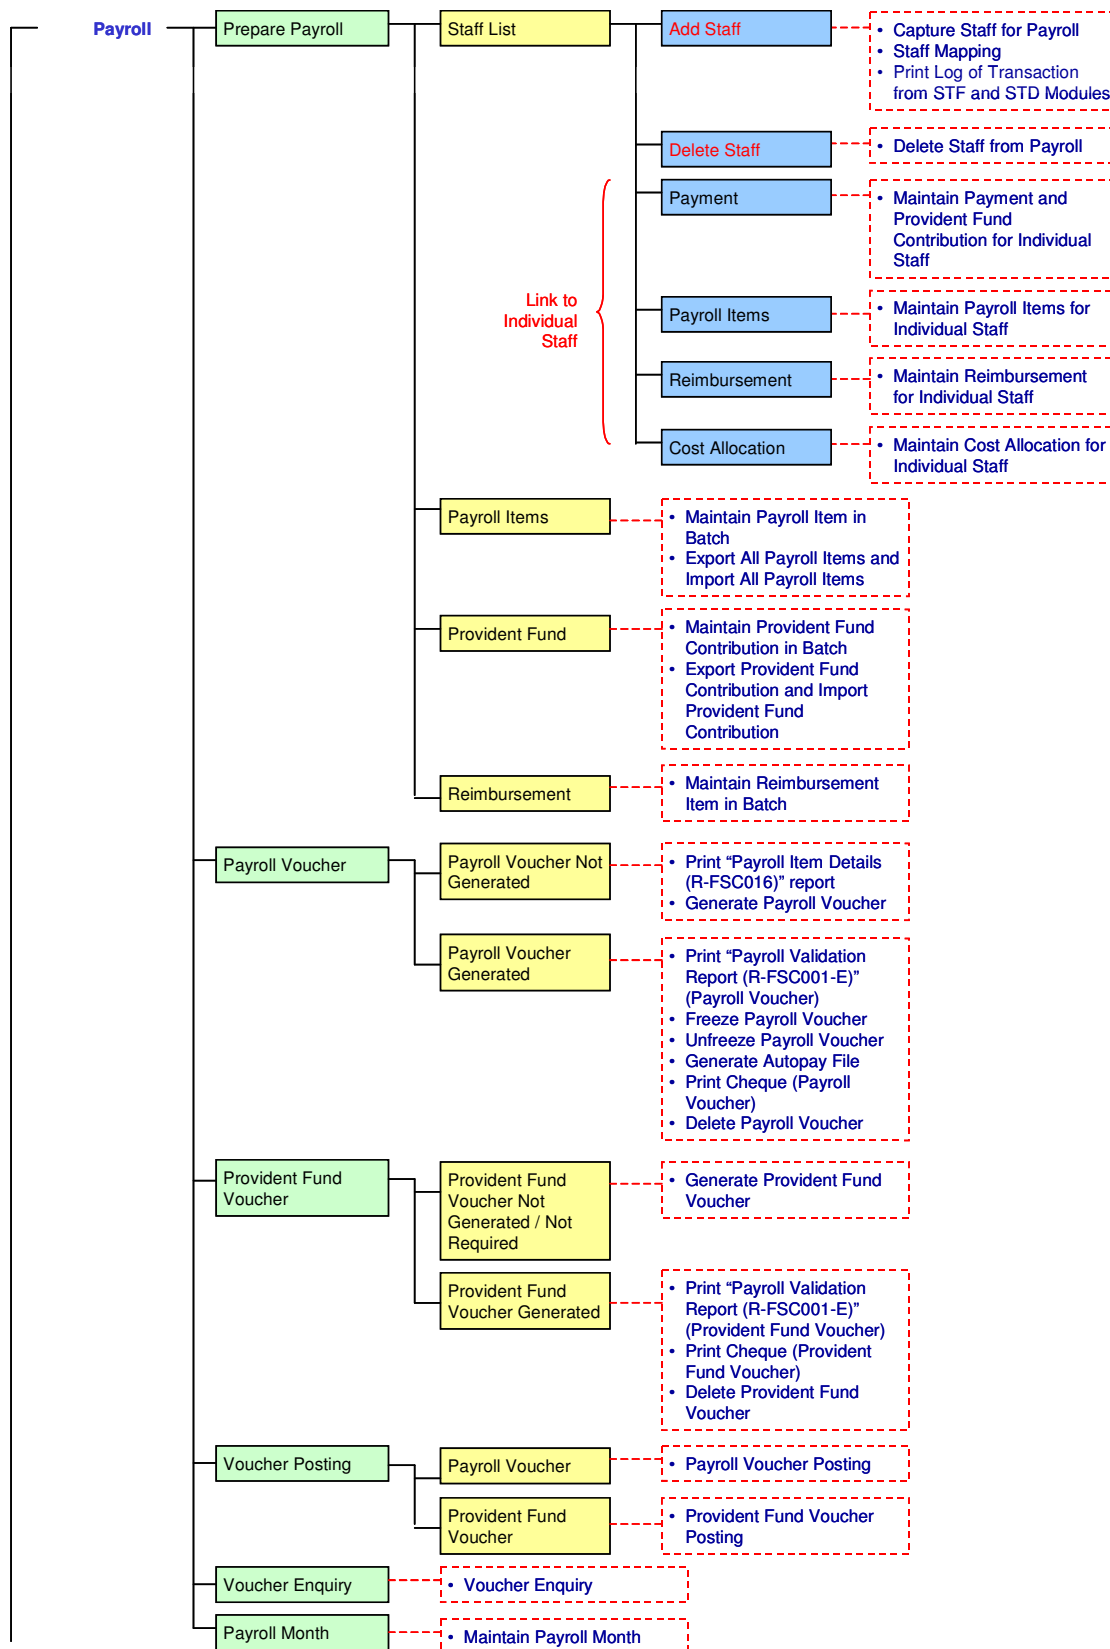 Payroll
Prepare Payroll
Staff List
Add Staff
• Capture Staff for Payroll
• Staff Mapping
• Print Log of Transaction
from STF and STD Modules
Delete Staff
• Delete Staff from Payroll
Link to
Individual
Staff
Payment
• Maintain Payment and
Provident Fund
Contribution for Individual
Staff
Payroll Items
• Maintain Payroll Items for
Individual Staff
Reimbursement
• Maintain Reimbursement
for Individual Staff
Cost Allocation
• Maintain Cost Allocation for
Individual Staff
Payroll Items
• Maintain Payroll Item in
Batch
• Export All Payroll Items and
Import All Payroll Items
Provident Fund
• Maintain Provident Fund
Contribution in Batch
• Export Provident Fund
Contribution and Import
Provident Fund
Contribution
Reimbursement
• Maintain Reimbursement
Item in Batch
Payroll Voucher
Payroll Voucher Not
Generated
• Print “Payroll Item Details
(R-FSC016)” report
• Generate Payroll Voucher
Payroll Voucher
Generated
• Print “Payroll Validation
Report (R-FSC001-E)”
(Payroll Voucher)
• Freeze Payroll Voucher
• Unfreeze Payroll Voucher
• Generate Autopay File
• Print Cheque (Payroll
Voucher)
• Delete Payroll Voucher
Provident Fund
Voucher
Provident Fund
Voucher Not
Generated / Not
Required
• Generate Provident Fund
Voucher
Provident Fund
Voucher Generated
• Print “Payroll Validation
Report (R-FSC001-E)”
(Provident Fund Voucher)
• Print Cheque (Provident
Fund Voucher)
• Delete Provident Fund
Voucher
Voucher Posting
Payroll Voucher
• Payroll Voucher Posting
Provident Fund
Voucher
• Provident Fund Voucher
Posting
Voucher Enquiry
• Voucher Enquiry
Payroll Month
• Maintain Payroll Month